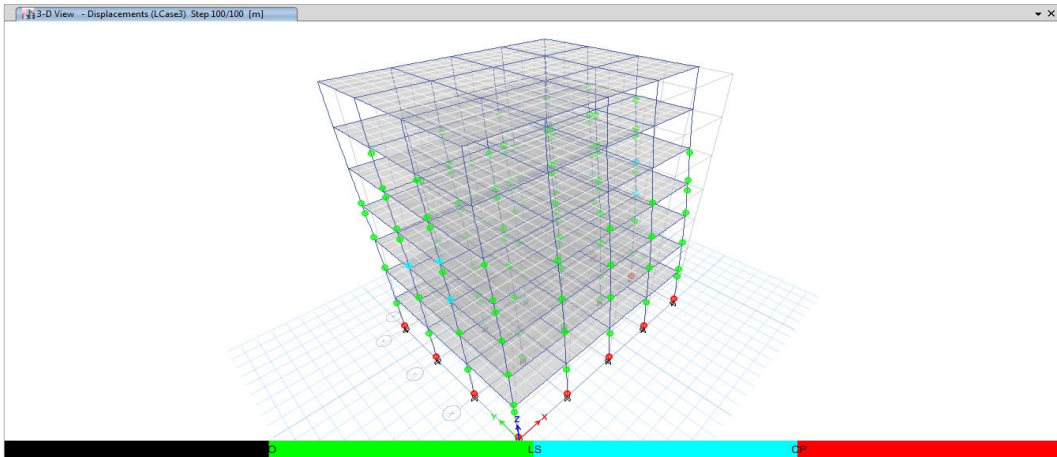 3-D View - Displacements (LCase3) Step 100/100 [m]
Y
Z
X
IO
LS
CP